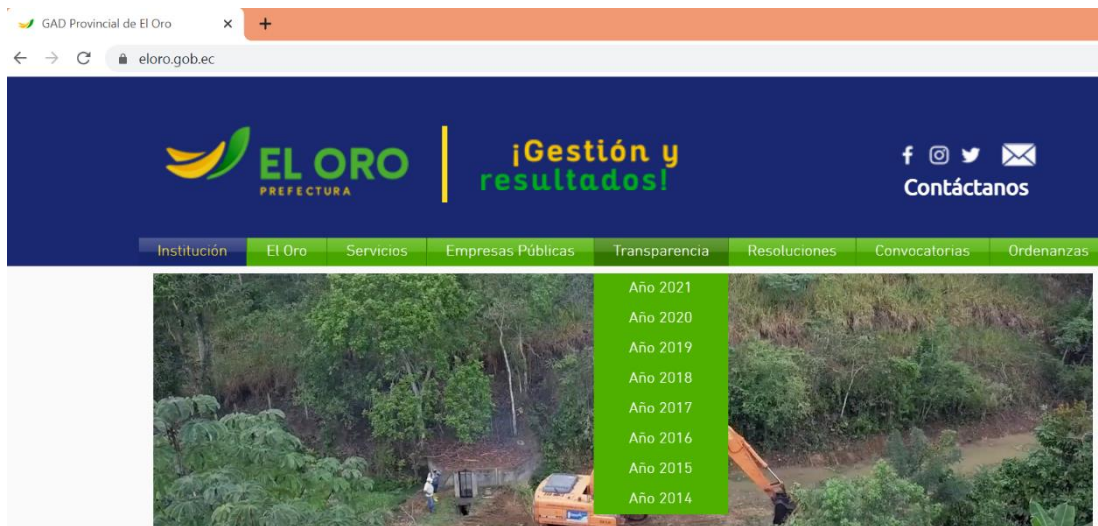 GAD Provincial de El Oro
eloro.gob.ec
EL ORO
PREFECTURA
¡Gestión y
resultados!
Contáctanos
Institución El Oro Servicios Empresas Públicas Transparencia Resoluciones Convocatorias Ordenanzas
Año 2021
Año 2020
Año 2019
Año 2018
Año 2017
Año 2016
Año 2015
Año 2014